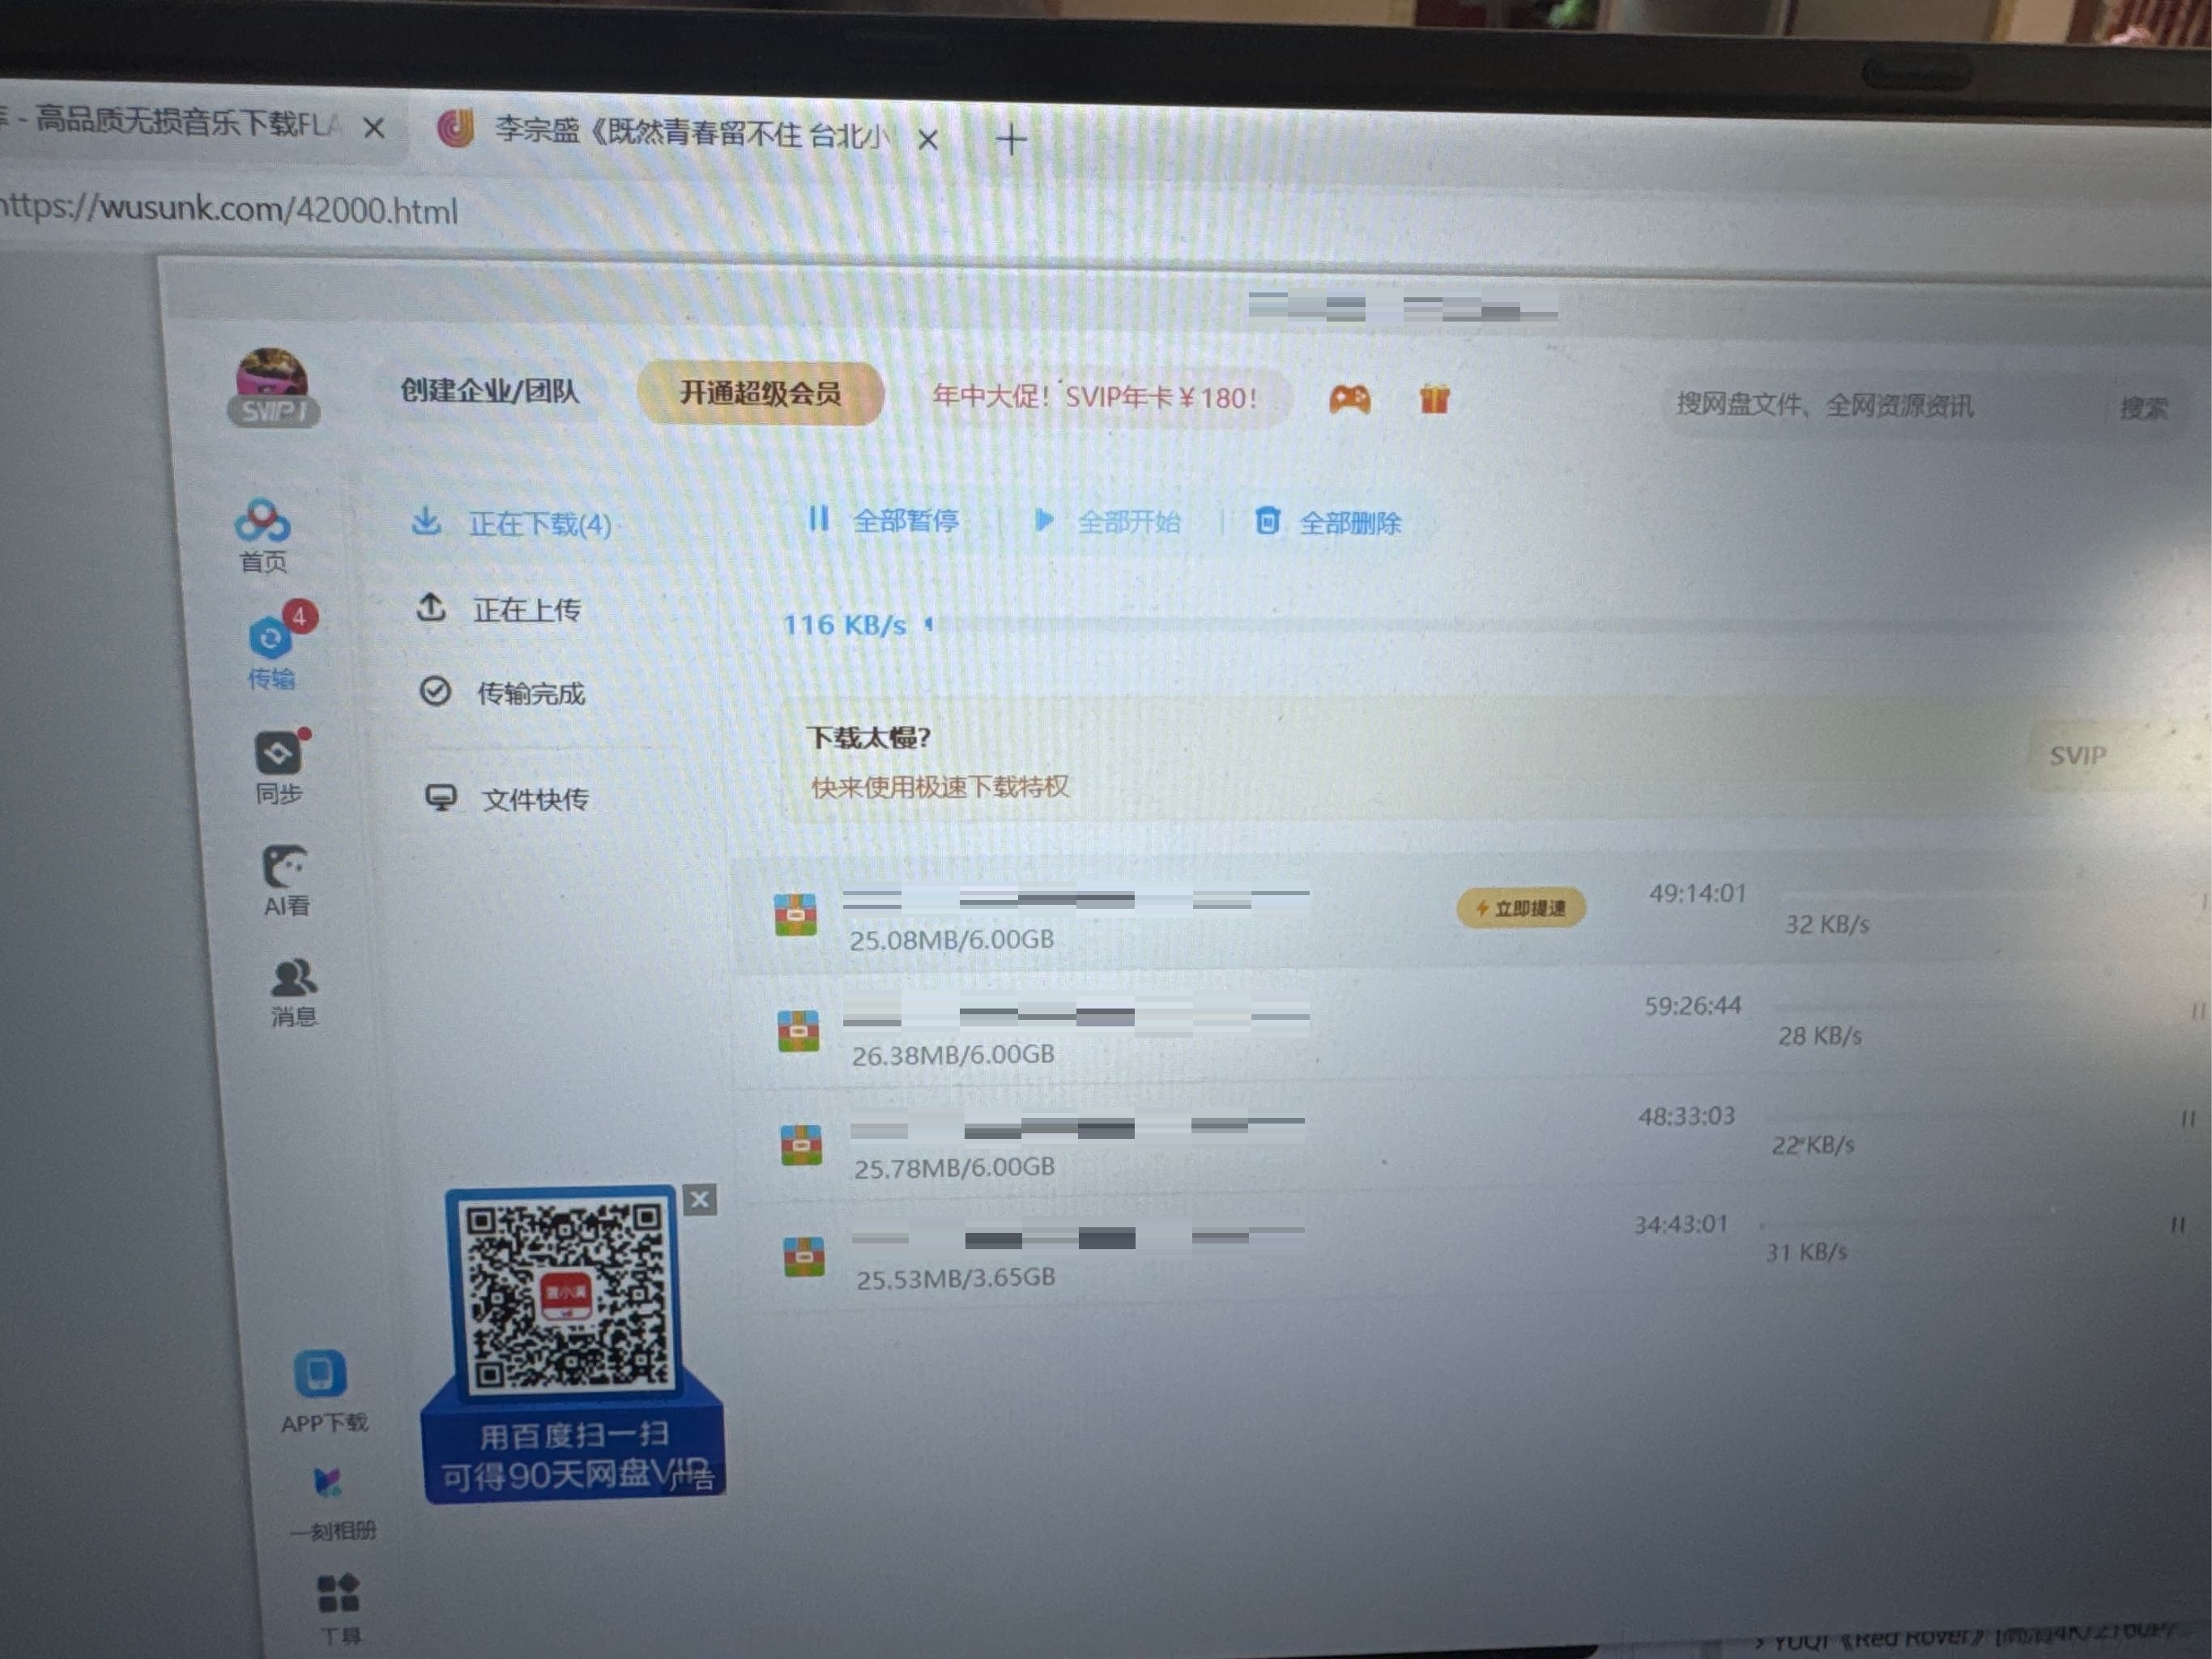 - 高品质无损音乐下载FLA
李宗盛《既然青春留不住 台北小
https://wusunk.com/42000.html
SVIP1
创建企业/团队
开通超级会员
年中大促！SVIP年卡￥180！
搜网盘文件、全网资源资讯
搜索
首页
4
传输
同步
AI看
消息
APP下载
一刻相册
工具
正在下载(4)
正在上传
传输完成
文件快传
全部暂停
全部开始
全部删除
116 KB/s
下载太慢?
快来使用极速下载特权
SVIP
25.08MB/6.00GB
立即提速
49:14:01
32 KB/s
26.38MB/6.00GB
59:26:44
28 KB/s
25.78MB/6.00GB
48:33:03
22 KB/s
25.53MB/3.65GB
34:43:01
31 KB/s
用百度扫一扫
可得90天网盘VIP
广告
YUQI《Red Rover》[高清4K/2160P/